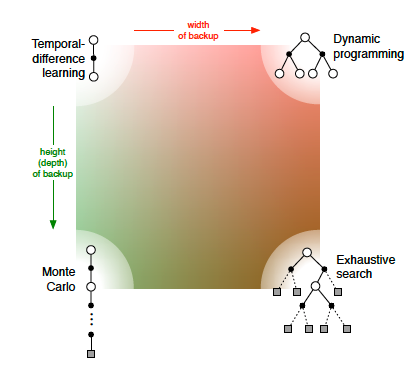 width
of backup
Temporal-
difference
learning
Dynamic
programming
height
(depth)
of backup
Monte
Carlo
Exhaustive
search